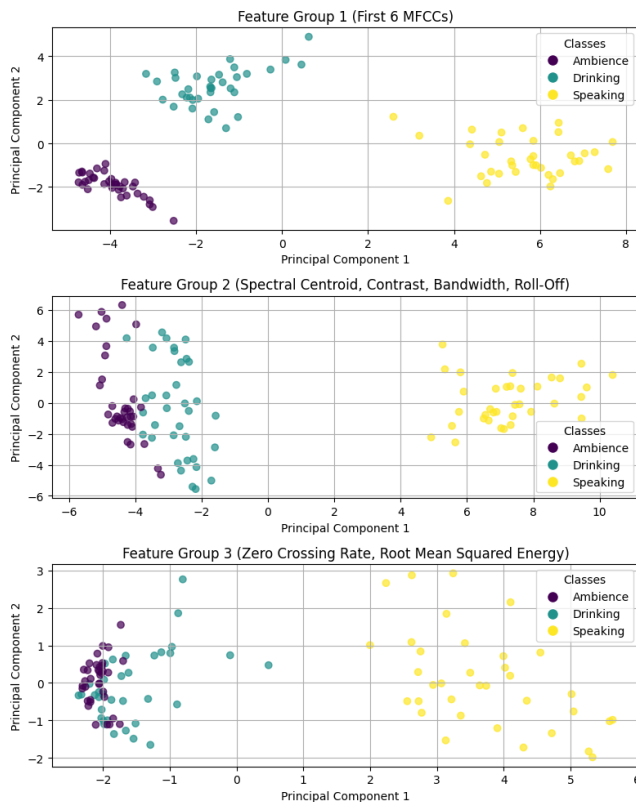 Feature Group 1 (First 6 MFCCs)
Classes
Ambience
Drinking
Speaking
Principal Component 2
4
2
0
−2
−4
−2
0
2
4
6
8
Principal Component 1
Feature Group 2 (Spectral Centroid, Contrast, Bandwidth, Roll-Off)
Classes
Ambience
Drinking
Speaking
Principal Component 2
6
4
2
0
−2
−4
−6
−6
−4
−2
0
2
4
6
8
10
Principal Component 1
Feature Group 3 (Zero Crossing Rate, Root Mean Squared Energy)
Classes
Ambience
Drinking
Speaking
Principal Component 2
3
2
1
0
−1
−2
−2
−1
0
1
2
3
4
5
6
Principal Component 1